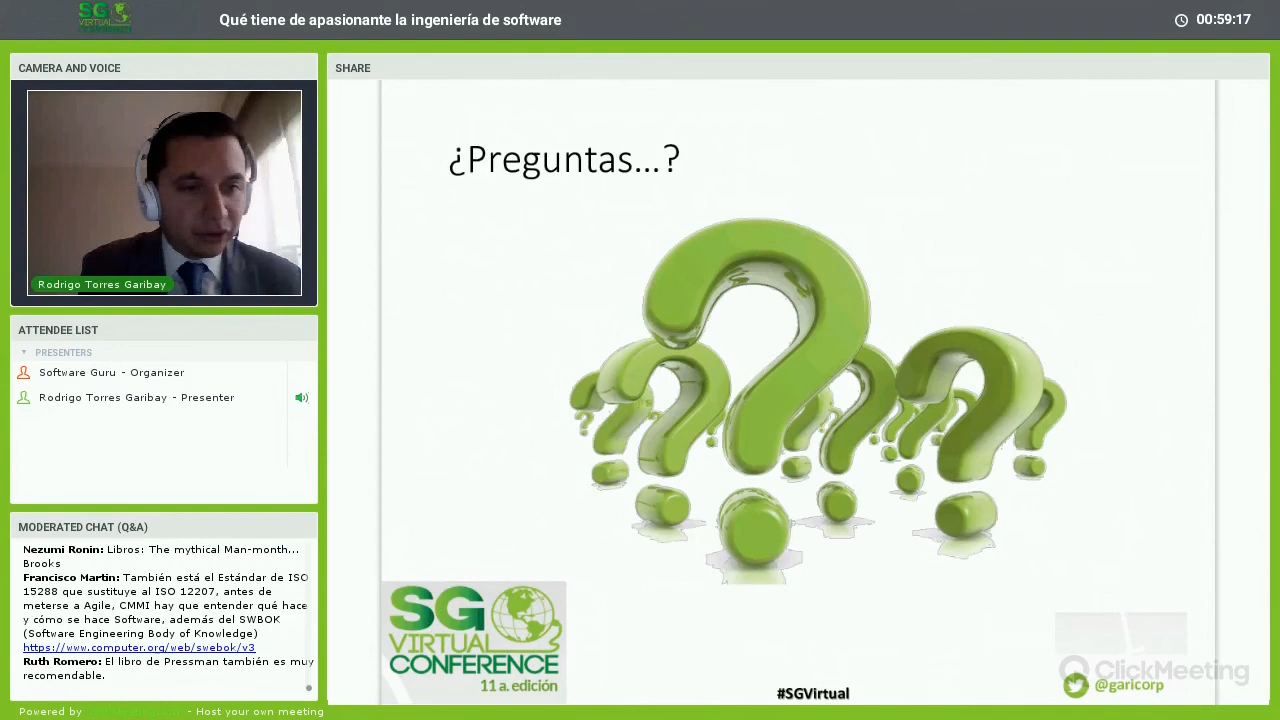 SG
VIRTUAL
Qué tiene de apasionante la ingeniería de software
00:59:17
CAMERA AND VOICE
Rodrigo Torres Garibay
ATTENDEE LIST
PRESENTERS
Software Guru - Organizer
Rodrigo Torres Garibay - Presenter
MODERATED CHAT (Q&A)
Nezumi Ronin: Libros: The mythical Man-month...
Brooks
Francisco Martin: También está el Estándar de ISO
15288 que sustituye al ISO 12207, antes de
meterse a Agile, CMMI hay que entender qué hace
y cómo se hace Software, además del SWBOK
(Software Engineering Body of Knowledge)
https://www.computer.org/web/swebok/v3
Ruth Romero: El libro de Pressman también es muy
recomendable.
Powered by
- Host your own meeting
SHARE
¿Preguntas...?
SG
VIRTUAL
CONFERENCE
11 a. edición
#SGVirtual
ClickMeeting
@garicorp